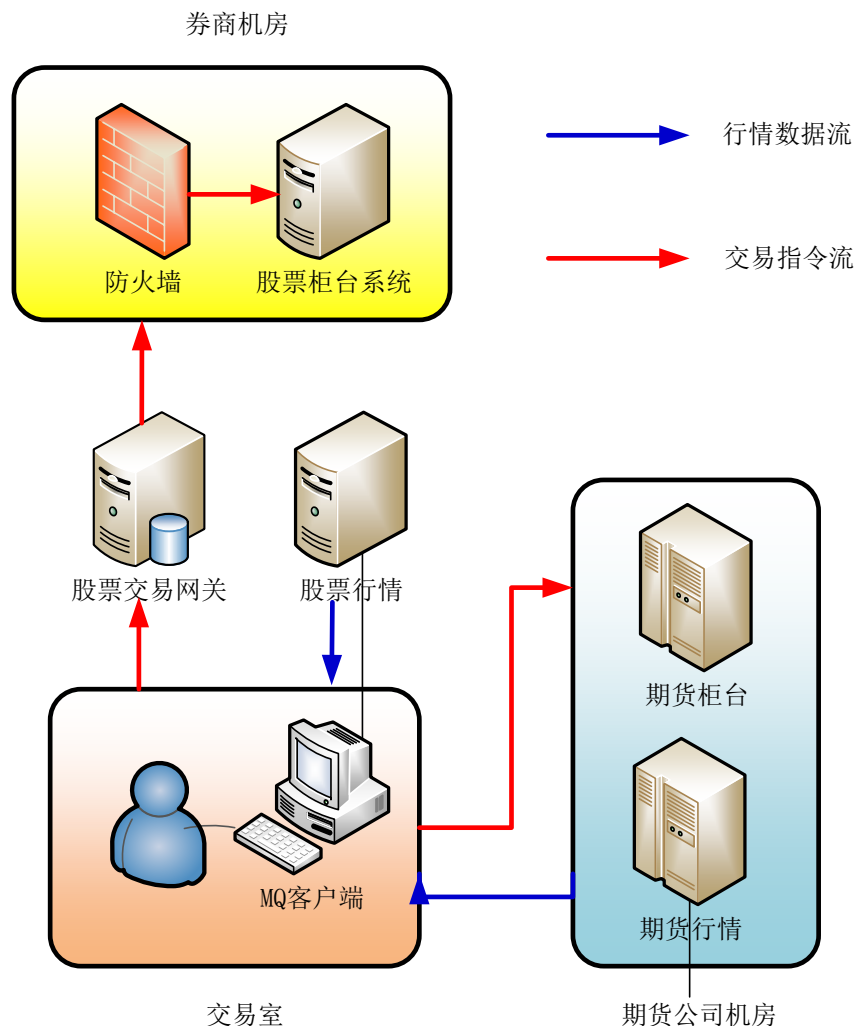 券商机房
行情数据流
交易指令流
防火墙
股票柜台系统
股票交易网关
股票行情
期货柜台
MQ客户端
期货行情
交易室
期货公司机房